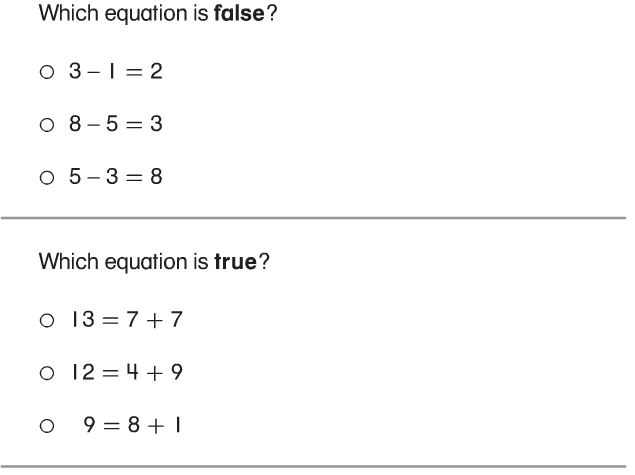 Which equation is false?
3 – 1 = 2
8 – 5 = 3
5 – 3 = 8
Which equation is true?
13 = 7 + 7
12 = 4 + 9
9 = 8 + 1